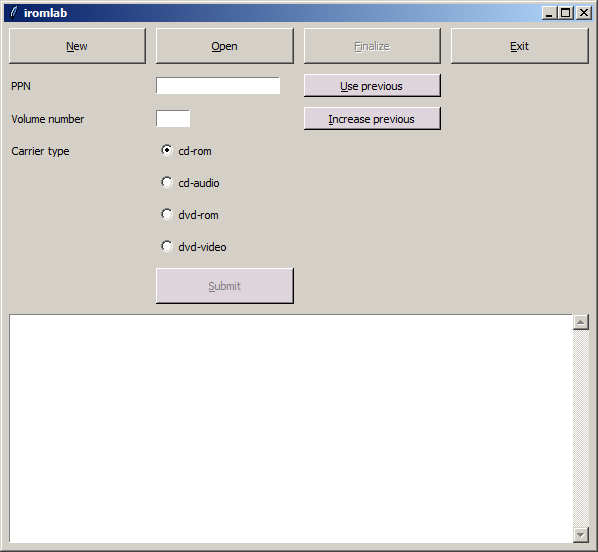 iromlab
New Open Finalize Exit
PPN Use previous
Volume number Increase previous
Carrier type cd-rom
cd-audio
dvd-rom
dvd-video
Submit